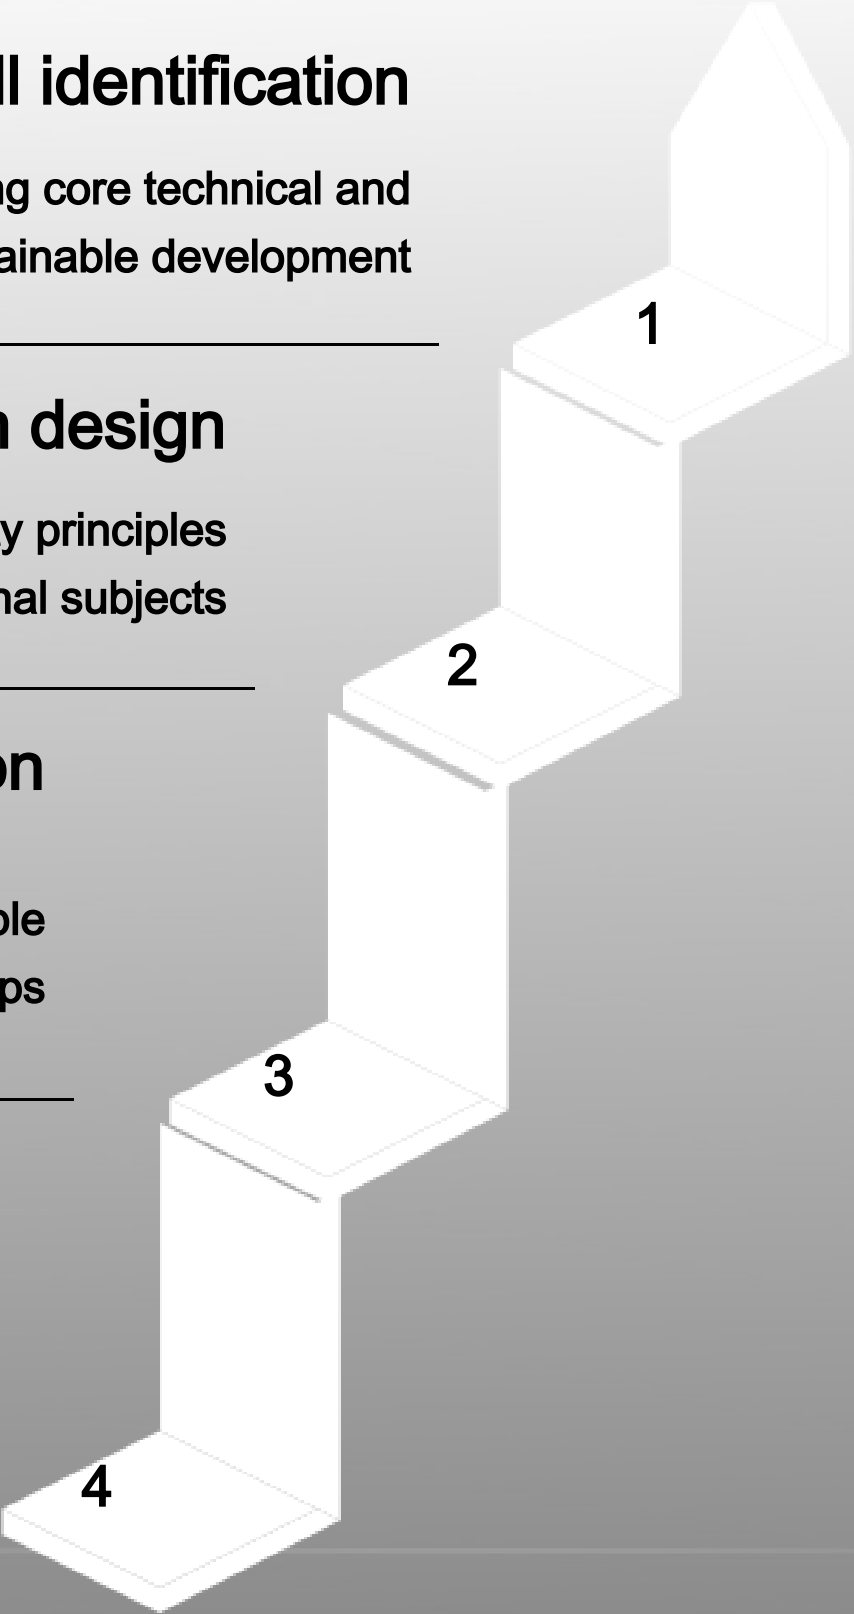 ll identification
ng core technical and
ainable development
1
n design
y principles
nal subjects
2
on
ole
ps
3
4